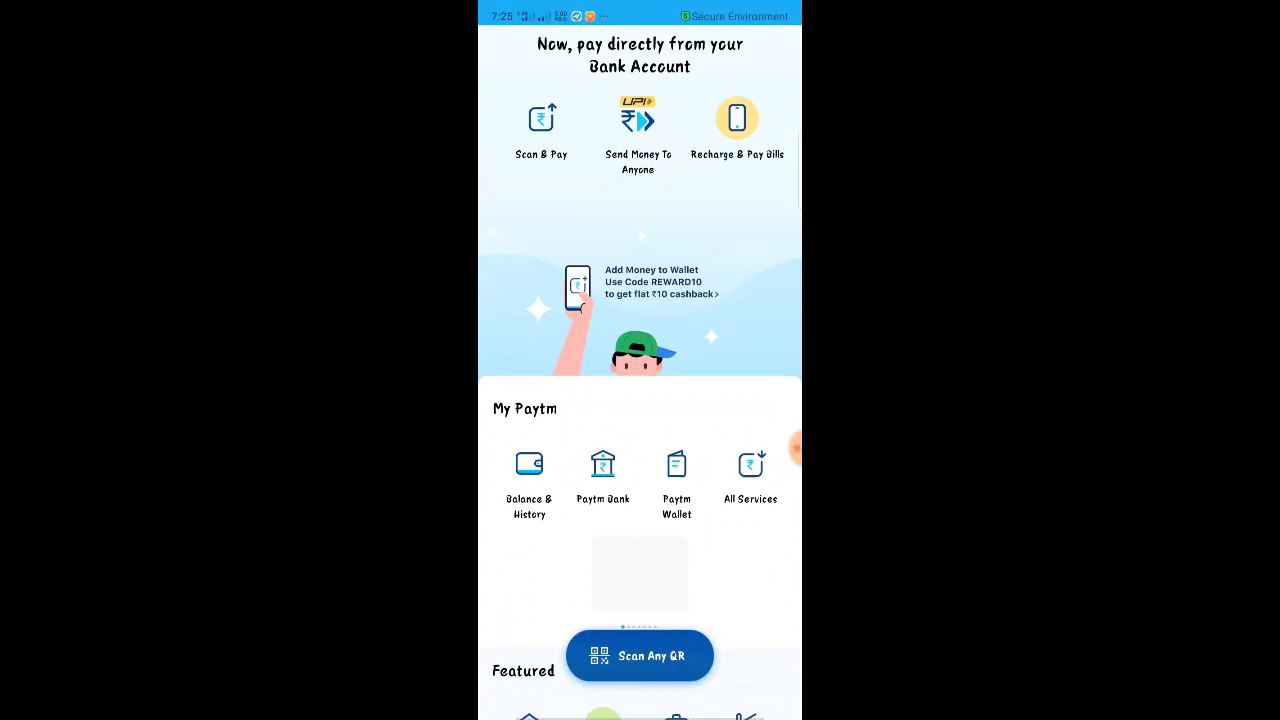 7:25
Secure Environment
Now, pay directly from your
Bank Account
UPI
Scan & Pay
Send Money To
Anyone
Recharge & Pay Bills
Add Money to Wallet
Use Code REWARD10
to get flat ₹10 cashback>
My Paytm
Balance &
History
Paytm Bank
Paytm
Wallet
All Services
Scan Any QR
Featured